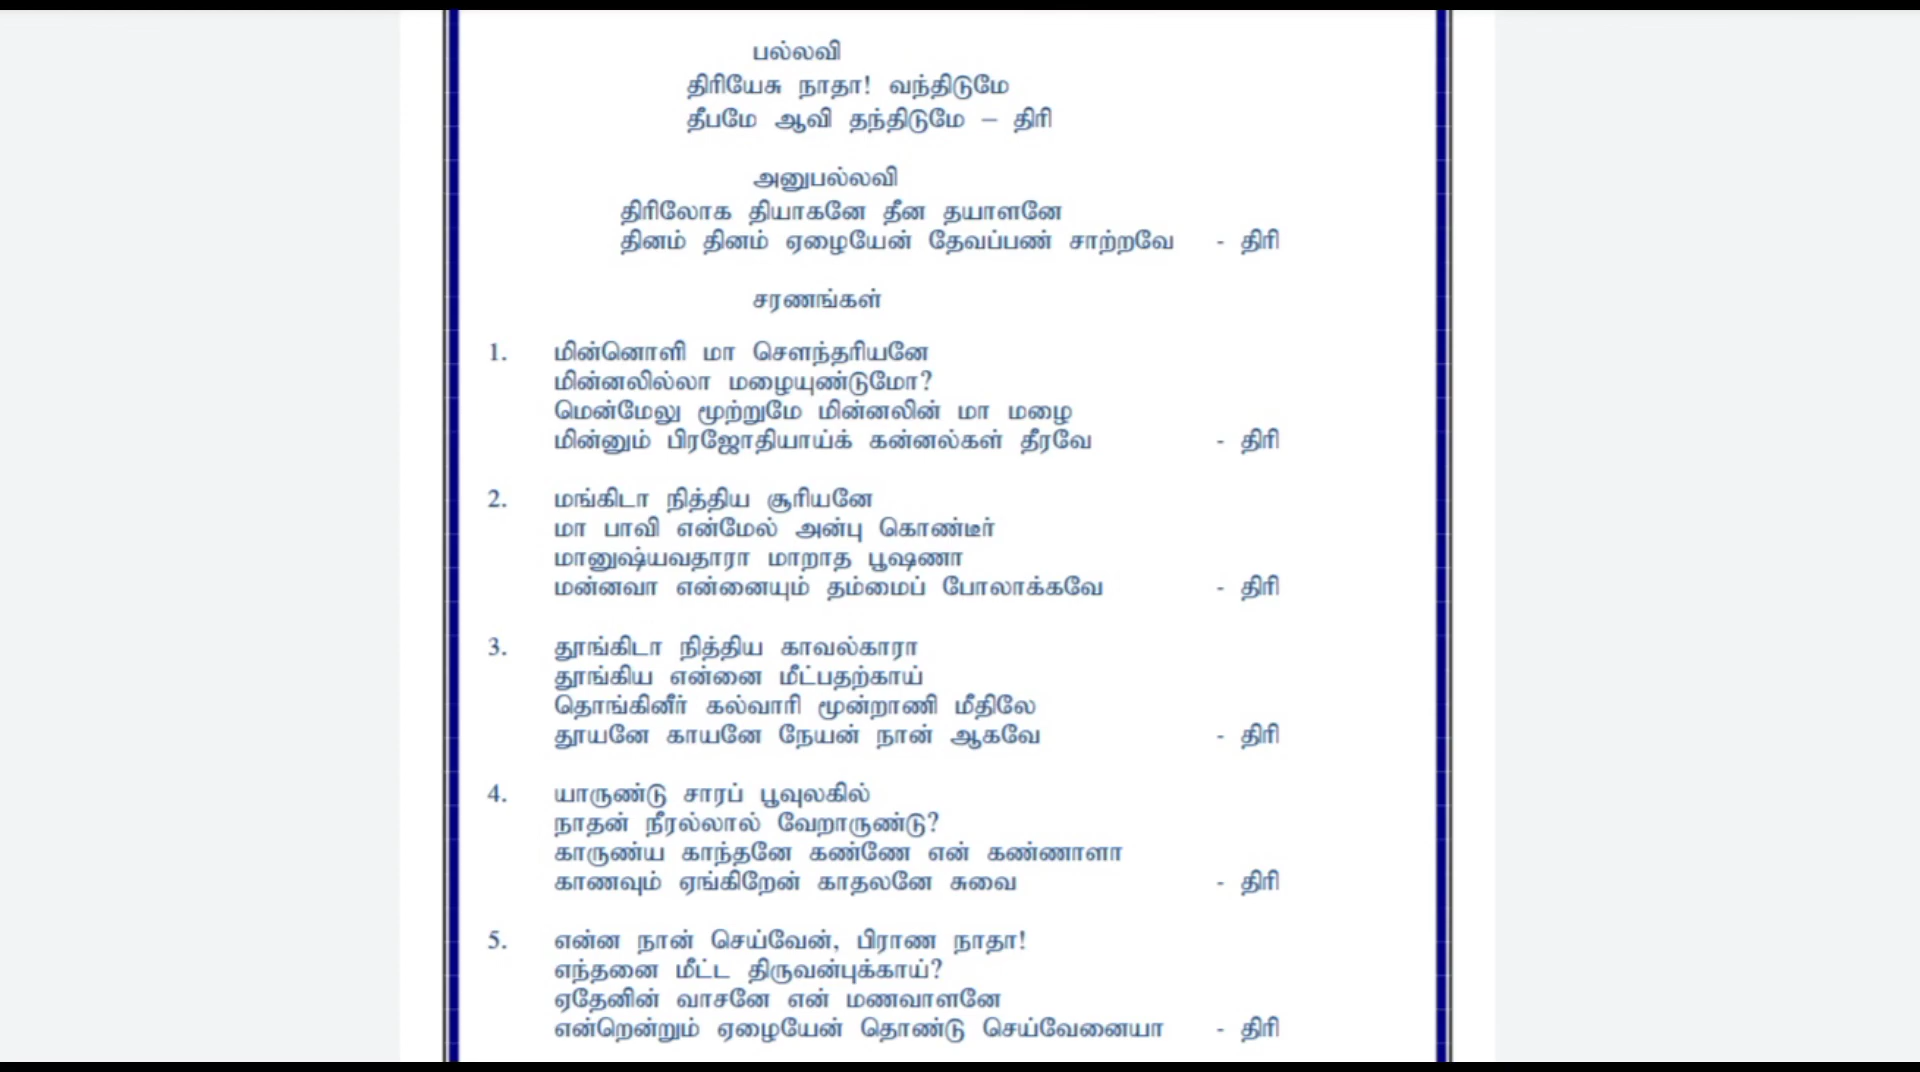 பல்லவி
திரியேசு நாதா! வந்திடுமே
தீபமே ஆவி தந்திடுமே – திரி
அனுபல்லவி
திரிலோக தியாகனே தீன தயாளனே
தினம் தினம் ஏழையேன் தேவப்பண் சாற்றவே - திரி
சரணங்கள்
1. மின்னொளி மா சௌந்தரியனே
மின்னலில்லா மழையுண்டுமோ?
மென்மேலு மூற்றுமே மின்னலின் மா மழை
மின்னும் பிரஜோதியாய்க் கன்னல்கள் தீரவே - திரி
2. மங்கிடா நித்திய சூரியனே
மா பாவி என்மேல் அன்பு கொண்டீர்
மானுஷ்யவதாரா மாறாத பூஷணா
மன்னவா என்னையும் தம்மைப் போலாக்கவே - திரி
3. தூங்கிடா நித்திய காவல்காரா
தூங்கிய என்னை மீட்பதற்காய்
தொங்கினீர் கல்வாரி மூன்றாணி மீதிலே
தூயனே காயனே நேயன் நான் ஆகவே - திரி
4. யாருண்டு சாரப் பூவுலகில்
நாதன் நீரல்லால் வேறாருண்டு?
காருண்ய காந்தனே கண்ணே என் கண்ணாளா
காணவும் ஏங்கிறேன் காதலனே சுவை - திரி
5. என்ன நான் செய்வேன், பிராண நாதா!
எந்தனை மீட்ட திருவன்புக்காய்?
ஏதேனின் வாசனே என் மணவாளனே
என்றென்றும் ஏழையேன் தொண்டு செய்வேனையா - திரி